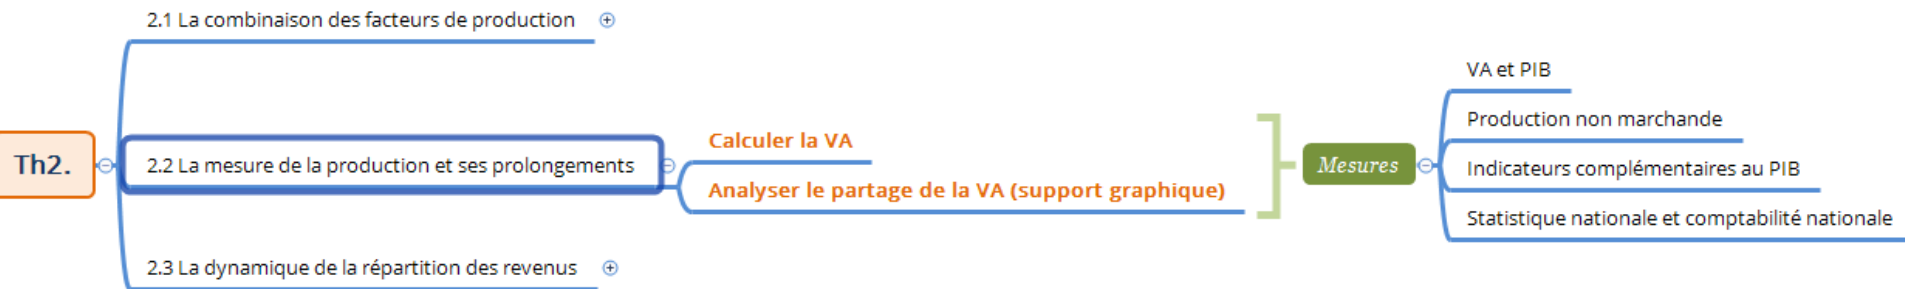 2.1 La combinaison des facteurs de production
VA et PIB
Production non marchande
Calculer la VA
Th2.
2.2 La mesure de la production et ses prolongements
Mesures
Indicateurs complémentaires au PIB
Analyser le partage de la VA (support graphique)
Statistique nationale et comptabilité nationale
2.3 La dynamique de la répartition des revenus